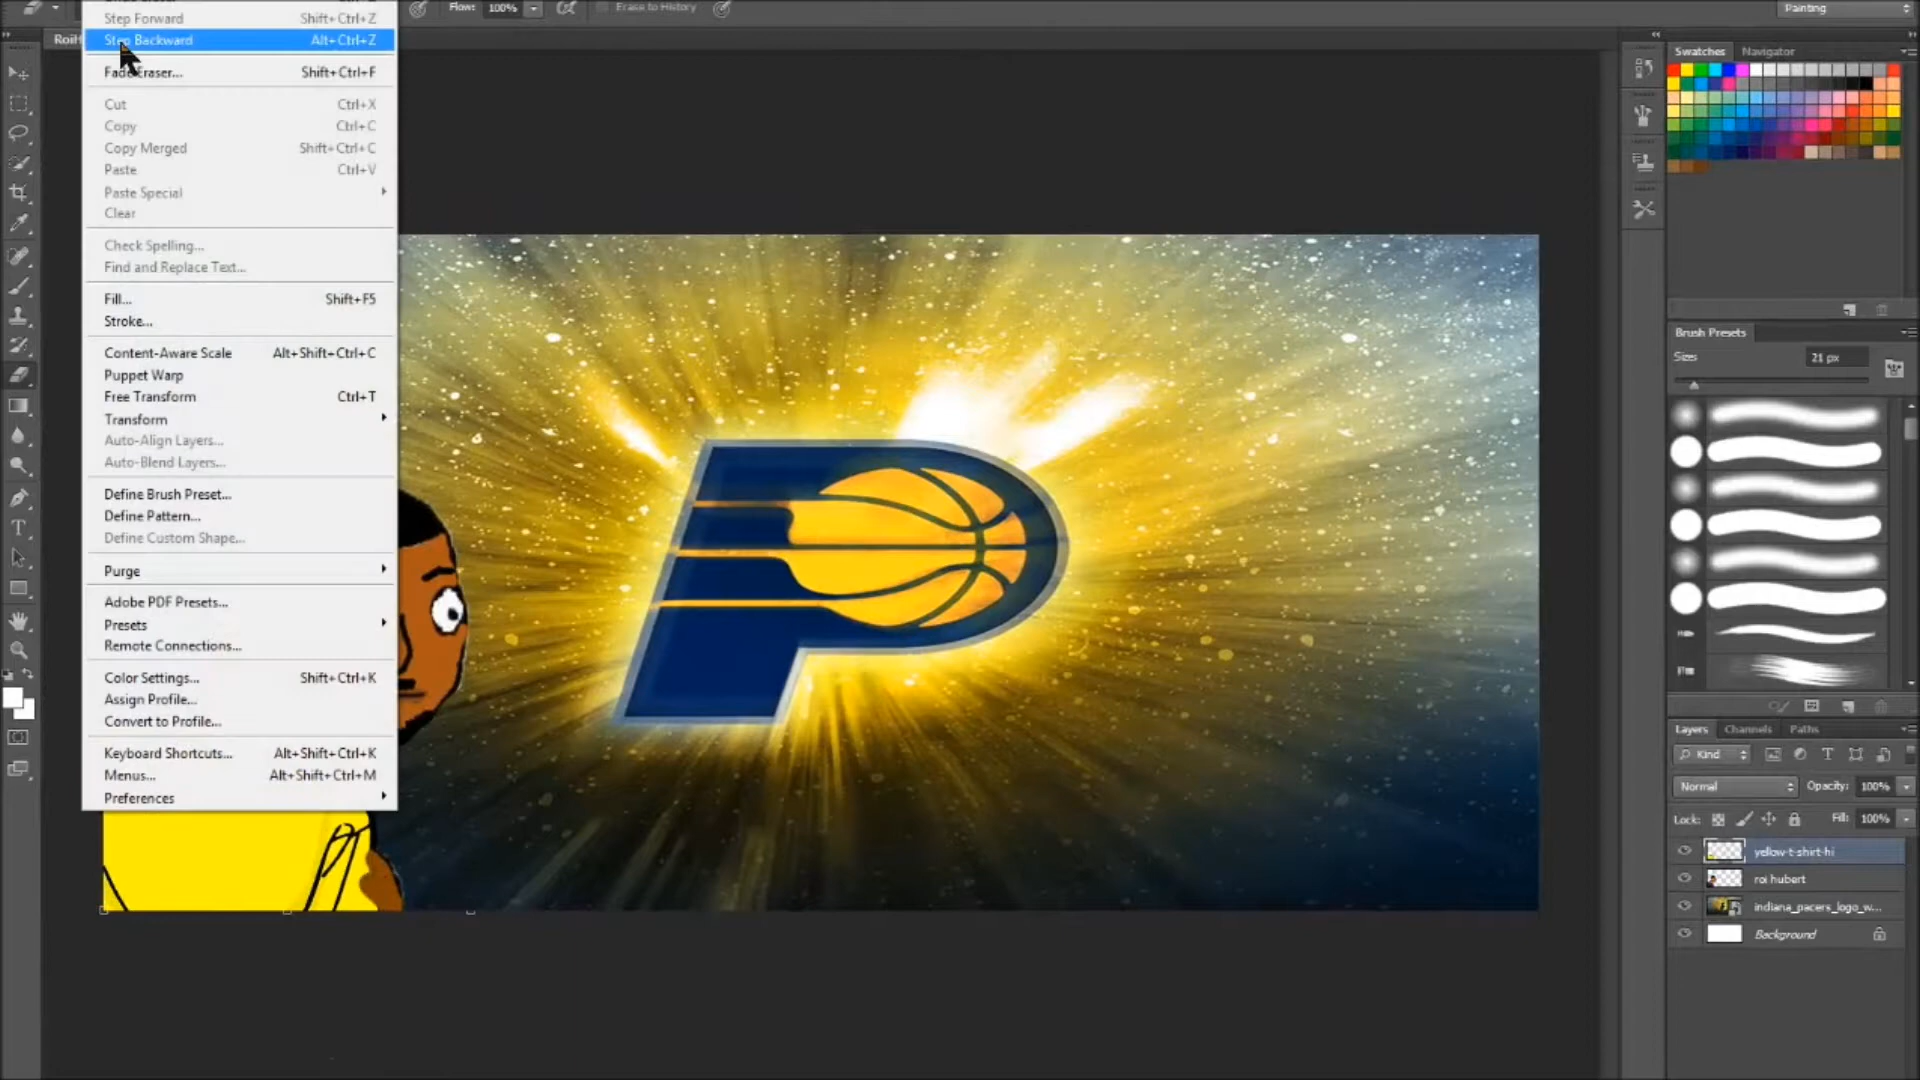 Flow: 100% Erase to History Painting
Step Forward Shift+Ctrl+Z
Step Backward Alt+Ctrl+Z
Fade Eraser... Shift+Ctrl+F
Cut Ctrl+X
Copy Ctrl+C
Copy Merged Shift+Ctrl+C
Paste Ctrl+V
Paste Special
Clear
Check Spelling...
Find and Replace Text...
Fill... Shift+F5
Stroke...
Content-Aware Scale Alt+Shift+Ctrl+C
Puppet Warp
Free Transform Ctrl+T
Transform
Auto-Align Layers...
Auto-Blend Layers...
Define Brush Preset...
Define Pattern...
Define Custom Shape...
Purge
Adobe PDF Presets...
Presets
Remote Connections...
Color Settings... Shift+Ctrl+K
Assign Profile...
Convert to Profile...
Keyboard Shortcuts... Alt+Shift+Ctrl+K
Menus... Alt+Shift+Ctrl+M
Preferences
P
Swatches Navigator
Brush Presets
Sizes 21 px
Layers Channels Paths
Kind
Normal Opacity: 100%
Lock: Fill: 100%
yellow-t-shirt-hi
roi hubert
indiana_pacers_logo_w...
Background